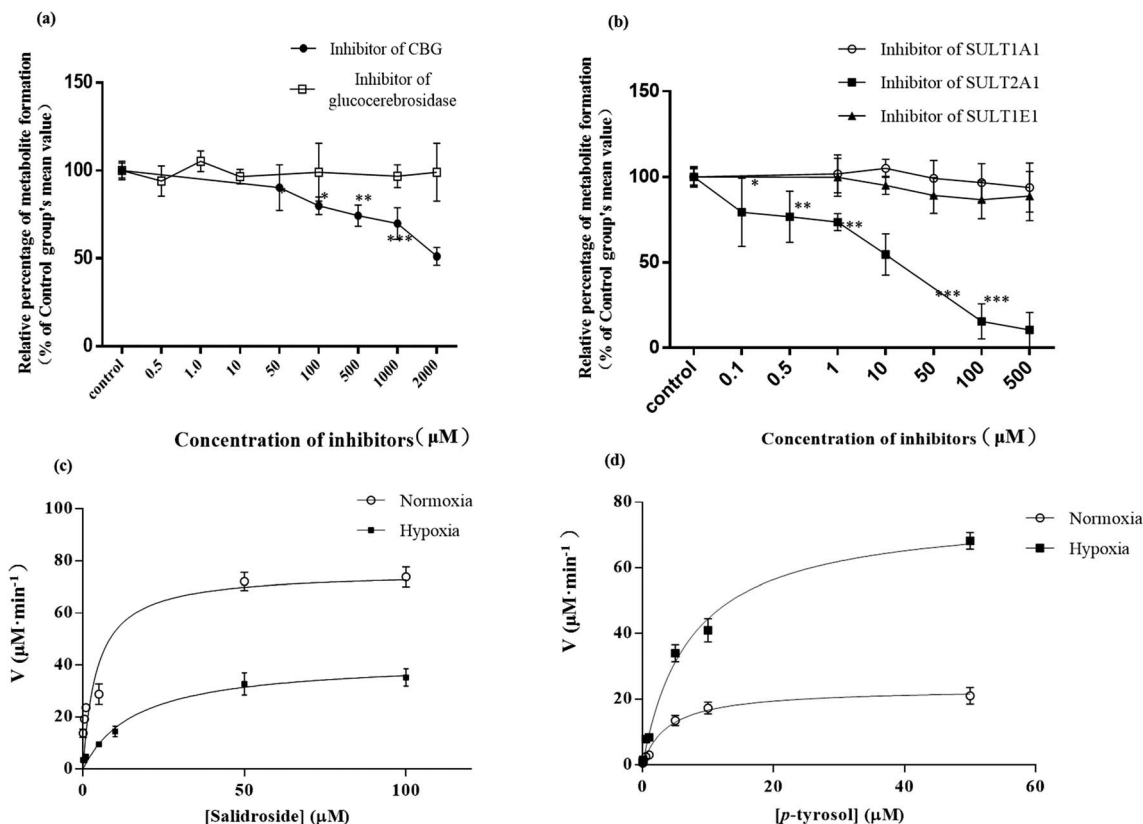 (a)
Inhibitor of CBG
Inhibitor of
glucocerebrosidase
Relative percentage of metabolite formation
(% of Control group's mean value)
150
100
50
0
* * ** ***
control 0.5 1.0 10 50 100 500 1000 2000
Concentration of inhibitors(μM)
(b)
Inhibitor of SULT1A1
Inhibitor of SULT2A1
Inhibitor of SULT1E1
Relative percentage of metabolite formation
(% of Control group's mean value)
150
100
50
0
* ** *** *** ***
control 0.1 0.5 1 10 50 100 500
Concentration of inhibitors(μM)
(c)
Normoxia
Hypoxia
V (μM·min⁻¹)
100
80
60
40
20
0
0 50 100
[Salidroside] (μM)
(d)
Normoxia
Hypoxia
V (μM·min⁻¹)
80
60
40
20
0
0 20 40 60
[p-tyrosol] (μM)